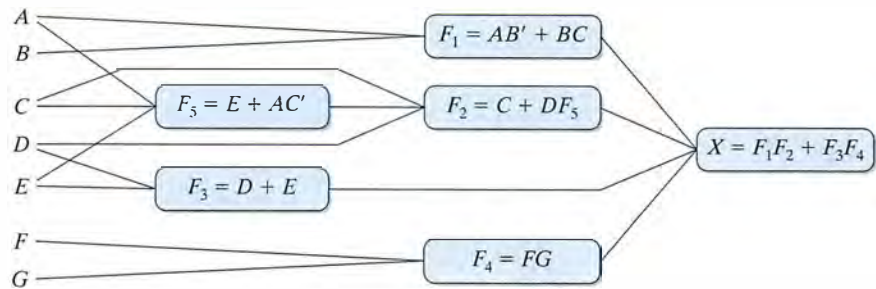 A
B
C
D
E
F
G
F₁ = AB′ + BC
F₅ = E + AC′
F₂ = C + DF₅
F₃ = D + E
F₄ = FG
X = F₁F₂ + F₃F₄